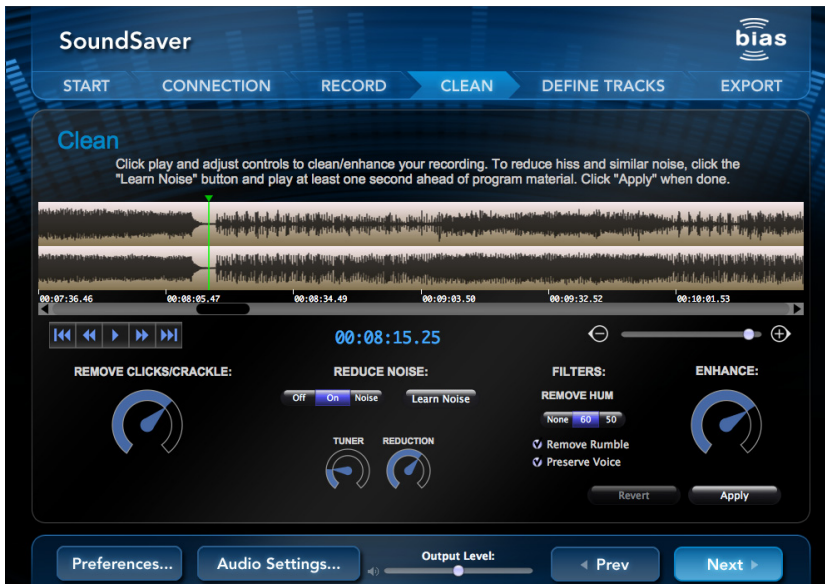 SoundSaver
bias
START CONNECTION RECORD CLEAN DEFINE TRACKS EXPORT
Clean
Click play and adjust controls to clean/enhance your recording. To reduce hiss and similar noise, click the
"Learn Noise" button and play at least one second ahead of program material. Click "Apply" when done.
00:07:36.46 00:08:05.47 00:08:34.49 00:09:03.50 00:09:32.52 00:10:01.53
00:08:15.25
REMOVE CLICKS/CRACKLE: REDUCE NOISE: FILTERS: ENHANCE:
Off On Noise Learn Noise REMOVE HUM
None 60 50
TUNER REDUCTION Remove Rumble
Preserve Voice
Revert Apply
Preferences... Audio Settings... Output Level: Prev Next